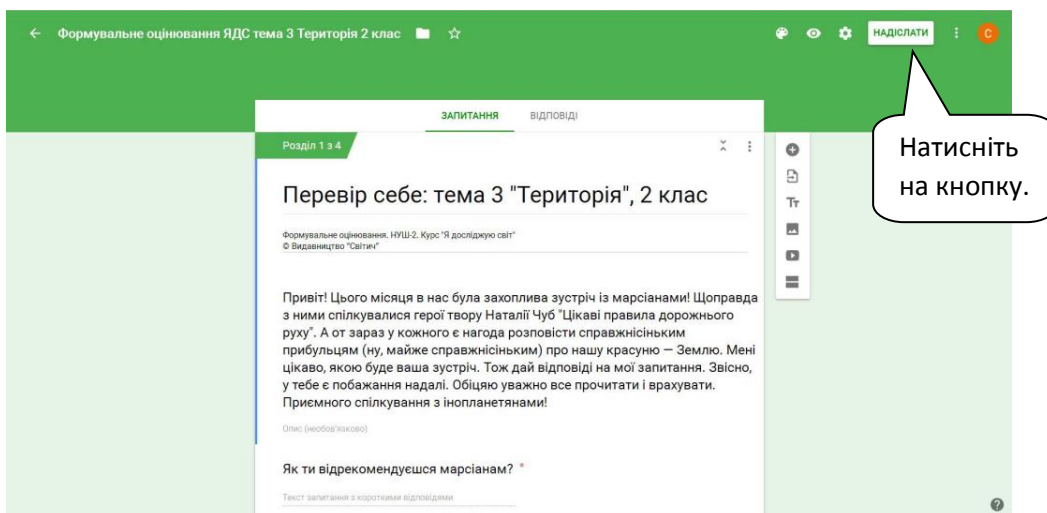 Формувальне оцінювання ЯДС тема 3 Територія 2 клас
НАДІСЛАТИ
С
ЗАПИТАННЯ ВІДПОВІДІ
Розділ 1 з 4
Натисніть
на кнопку.
Перевір себе: тема 3 "Територія", 2 клас
Тт
Формувальне оцінювання. НУШ-2. Курс "Я досліджую світ"
© Видавництво "Світич"
Привіт! Цього місяця в нас була захоплива зустріч із марсіанами! Щоправда
з ними спілкувалися герої твору Наталії Чуб "Цікаві правила дорожнього
руху". А от зараз у кожного є нагода розповісти справжнісіньким
прибульцям (ну, майже справжнісіньким) про нашу красуню — Землю. Мені
цікаво, якою буде ваша зустріч. Тож дай відповіді на мої запитання. Звісно,
у тебе є побажання надалі. Обіцяю уважно все прочитати і врахувати.
Приємного спілкування з інопланетянами!
Опис (необов'язково)
Як ти відрекомендуєшся марсіанам? *
Текст запитання з короткими відповідями